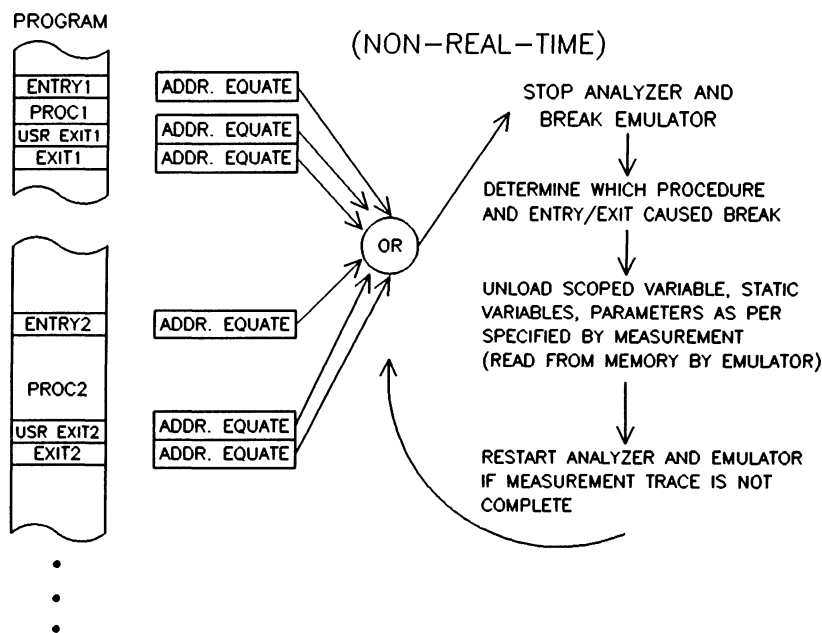 PROGRAM
(NON-REAL-TIME)
ENTRY1
PROC1
USR EXIT1
EXIT1
ADDR. EQUATE
ADDR. EQUATE
ADDR. EQUATE
OR
ENTRY2
PROC2
USR EXIT2
EXIT2
ADDR. EQUATE
ADDR. EQUATE
ADDR. EQUATE
STOP ANALYZER AND
BREAK EMULATOR
DETERMINE WHICH PROCEDURE
AND ENTRY/EXIT CAUSED BREAK
UNLOAD SCOPED VARIABLE, STATIC
VARIABLES, PARAMETERS AS PER
SPECIFIED BY MEASUREMENT
(READ FROM MEMORY BY EMULATOR)
RESTART ANALYZER AND EMULATOR
IF MEASUREMENT TRACE IS NOT
COMPLETE